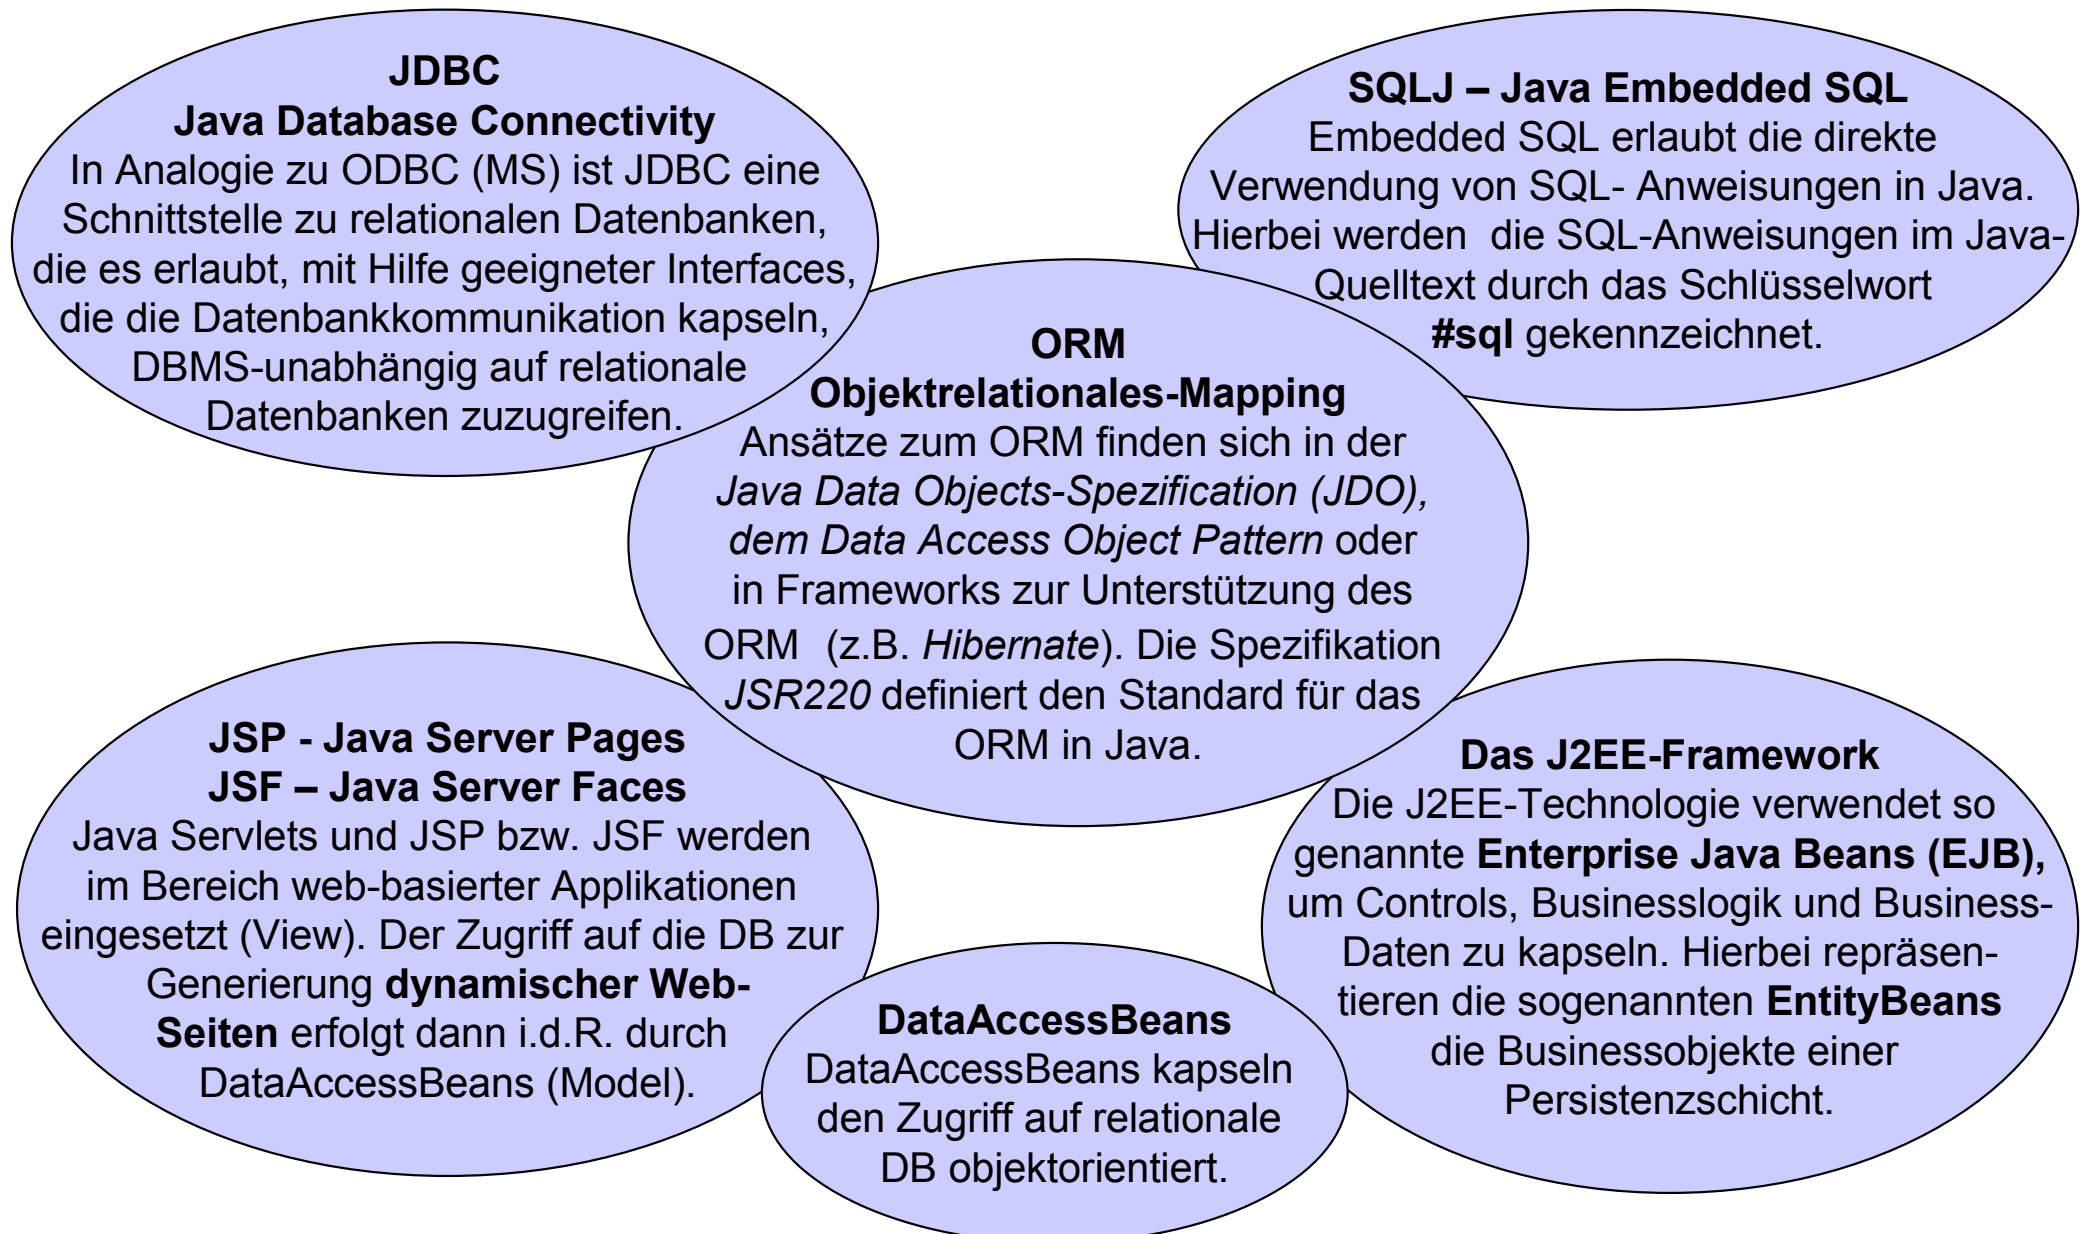 JDBC
Java Database Connectivity
In Analogie zu ODBC (MS) ist JDBC eine
Schnittstelle zu relationalen Datenbanken,
die es erlaubt, mit Hilfe geeigneter Interfaces,
die die Datenbankkommunikation kapseln,
DBMS-unabhängig auf relationale
Datenbanken zuzugreifen.
SQLJ – Java Embedded SQL
Embedded SQL erlaubt die direkte
Verwendung von SQL- Anweisungen in Java.
Hierbei werden  die SQL-Anweisungen im Java-
Quelltext durch das Schlüsselwort
#sql gekennzeichnet.
ORM
Objektrelationales-Mapping
Ansätze zum ORM finden sich in der
Java Data Objects-Spezification (JDO),
dem Data Access Object Pattern oder
in Frameworks zur Unterstützung des
ORM  (z.B. Hibernate). Die Spezifikation
JSR220 definiert den Standard für das
ORM in Java.
JSP - Java Server Pages
JSF – Java Server Faces
Java Servlets und JSP bzw. JSF werden
im Bereich web-basierter Applikationen
eingesetzt (View). Der Zugriff auf die DB zur
Generierung dynamischer Web-
Seiten erfolgt dann i.d.R. durch
DataAccessBeans (Model).
Das J2EE-Framework
Die J2EE-Technologie verwendet so
genannte Enterprise Java Beans (EJB),
um Controls, Businesslogik und Business-
Daten zu kapseln. Hierbei repräsen-
tieren die sogenannten EntityBeans
die Businessobjekte einer
Persistenzschicht.
DataAccessBeans
DataAccessBeans kapseln
den Zugriff auf relationale
DB objektorientiert.